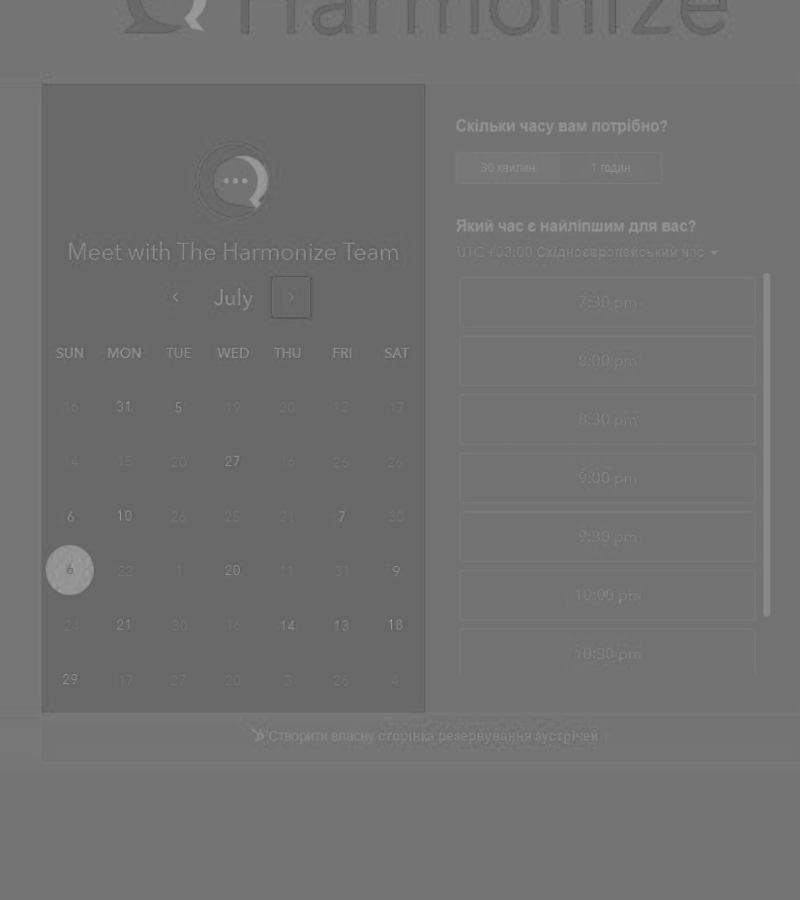 Harmonize
Meet with The Harmonize Team
July
SUN MON TUE WED THU FRI SAT
16 31 5 19 20 12 17
14 15 20 27 16 26 26
6 10 26 25 21 7 30
6 22 1 20 11 31 9
24 21 30 16 14 13 18
29 17 27 20 3 26 4
Скільки часу вам потрібно?
30 хвилин 1 годин
Який час є найліпшим для вас?
UTC +03:00 Східноєвропейський час
7:30 pm
8:00 pm
8:30 pm
9:00 pm
9:30 pm
10:00 pm
10:30 pm
Створити власну сторінка резервування зустрічей